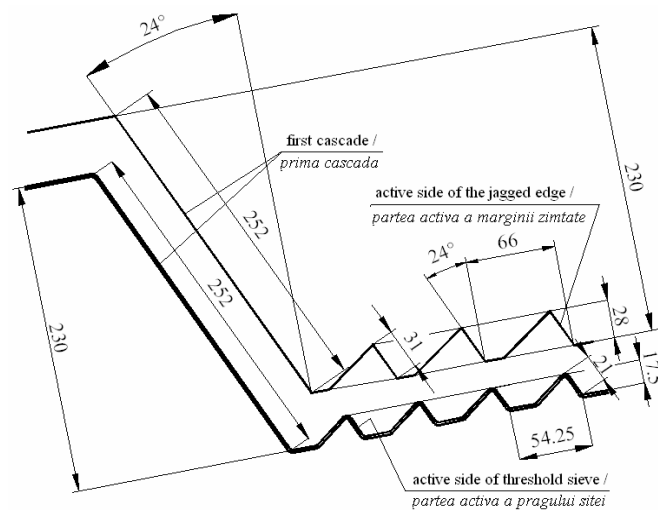 24°
first cascade /
prima cascada
230
active side of the jagged edge /
partea activa a marginii zimtate
252
24°
66
252
28
31
230
21
17.5
54.25
active side of threshold sieve /
partea activa a pragului sitei